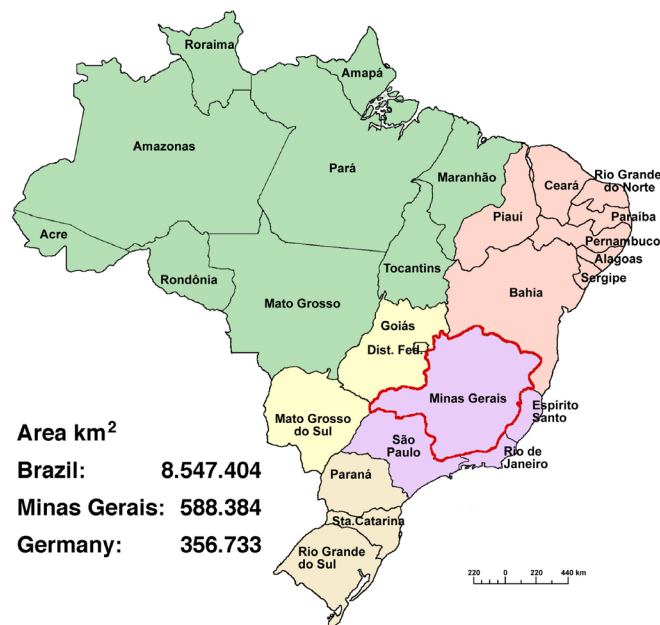 Roraima
Amapá
Amazonas
Pará
Maranhão
Ceará
Rio Grande
do Norte
Piauí
Paraíba
Pernambuco
Alagoas
Sergipe
Acre
Rondônia
Tocantins
Mato Grosso
Bahia
Goiás
Dist. Fed.
Minas Gerais
Espírito
Santo
Mato Grosso
do Sul
São
Paulo
Rio de
Janeiro
Paraná
Sta.Catarina
Rio Grande
do Sul
Area km²
Brazil: 8.547.404
Minas Gerais: 588.384
Germany: 356.733
220 0 220 440 km